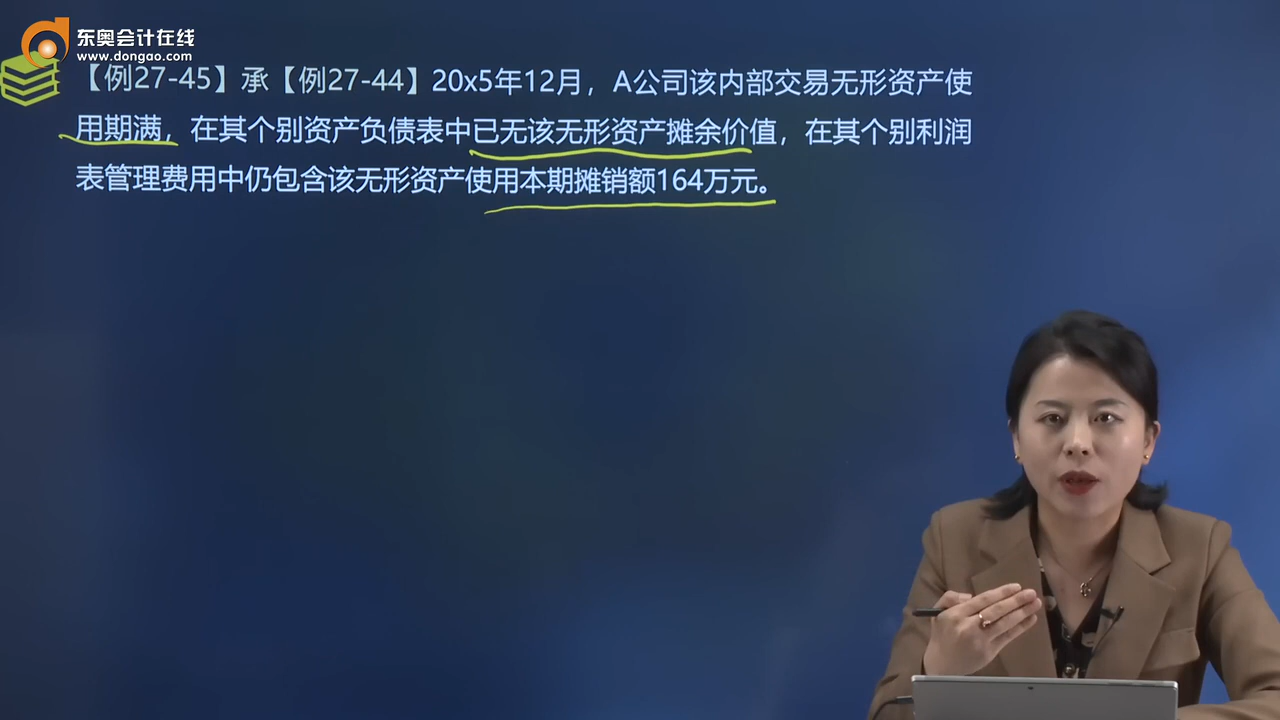 东奥会计在线
www.dongao.com
【例27-45】承【例27-44】20x5年12月，A公司该内部交易无形资产使
用期满，在其个别资产负债表中已无该无形资产摊余价值，在其个别利润
表管理费用中仍包含该无形资产使用本期摊销额164万元。